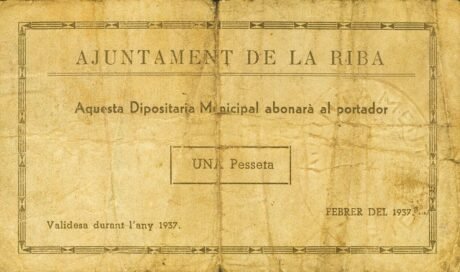 AJUNTAMENT DE LA RIBA
Aquesta Dipositaria Municipal abonarà al portador
UNA Pesseta
FEBRER DEL 1937.
Validesa durant l'any 1937.